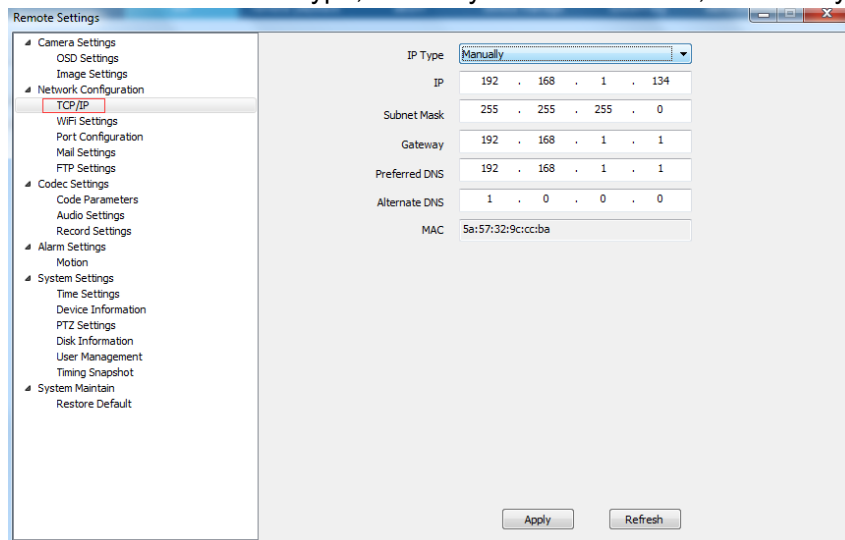 Remote Settings
Camera Settings
OSD Settings
Image Settings
Network Configuration
TCP/IP
WiFi Settings
Port Configuration
Mail Settings
FTP Settings
Codec Settings
Code Parameters
Audio Settings
Record Settings
Alarm Settings
Motion
System Settings
Time Settings
Device Information
PTZ Settings
Disk Information
User Management
Timing Snapshot
System Maintain
Restore Default
IP Type Manually
IP 192 . 168 . 1 . 134
Subnet Mask 255 . 255 . 255 . 0
Gateway 192 . 168 . 1 . 1
Preferred DNS 192 . 168 . 1 . 1
Alternate DNS 1 . 0 . 0 . 0
MAC 5a:57:32:9c:cc:ba
Apply Refresh